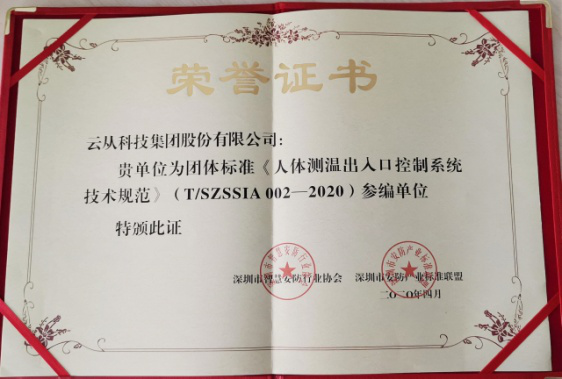 荣誉证书
云从科技集团股份有限公司：
贵单位为团体标准《人体测温出入口控制系统
技术规范》（T/SZSSIA 002—2020）参编单位
特颁此证
深圳市智慧安防行业协会 深圳市安防产业标准联盟
二〇二〇年四月